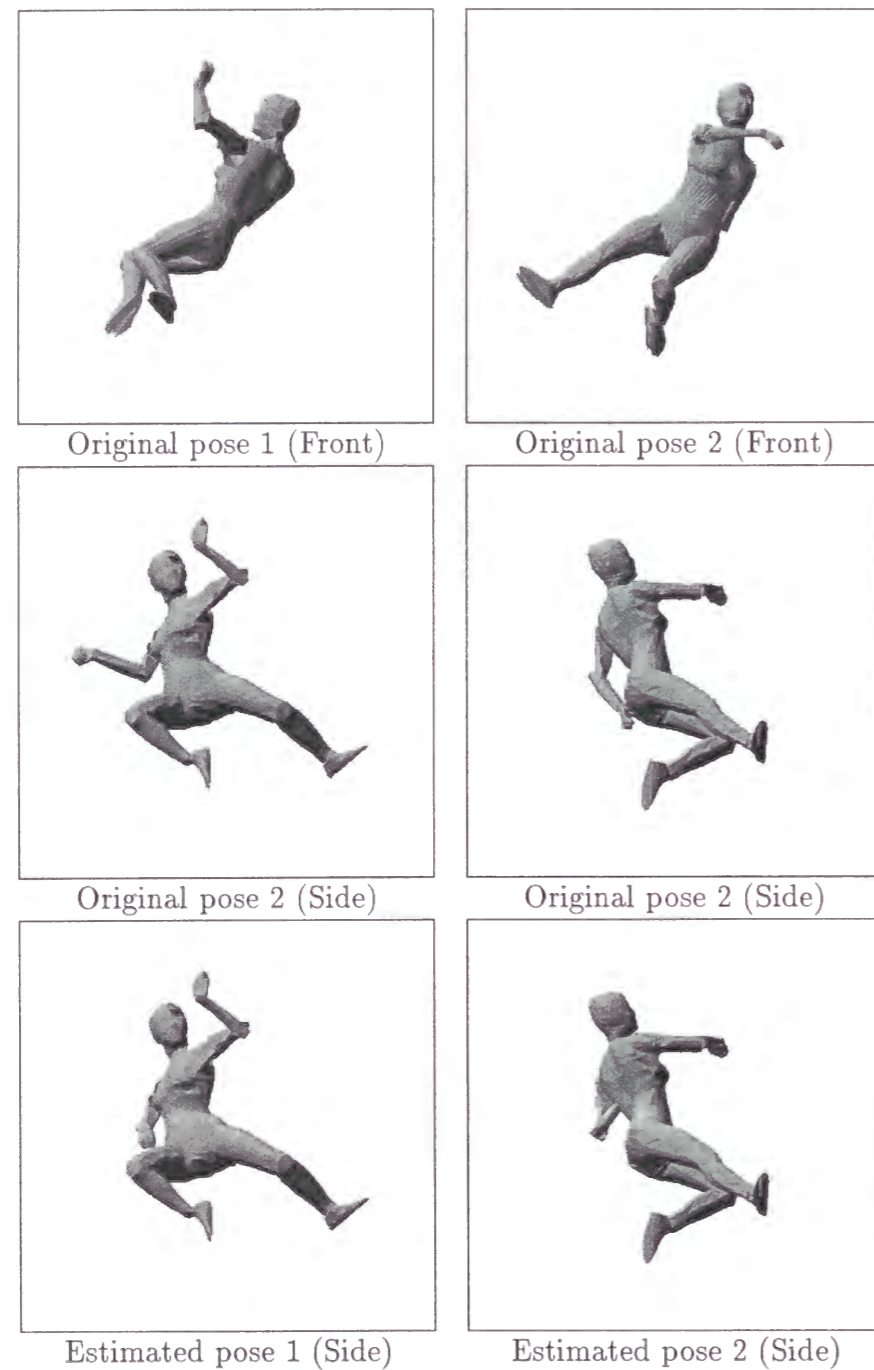 Original pose 1 (Front)
Original pose 2 (Front)
Original pose 2 (Side)
Original pose 2 (Side)
Estimated pose 1 (Side)
Estimated pose 2 (Side)